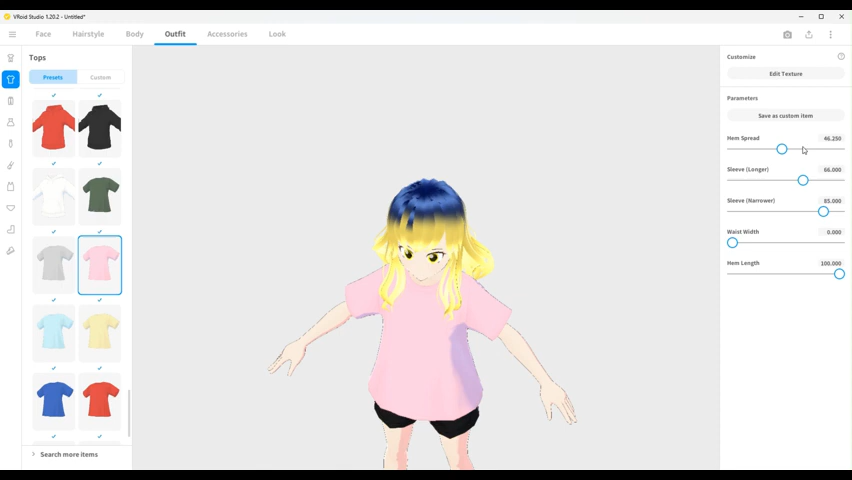 VRoid Studio 1.20.2 - Untitled*
Face Hairstyle Body Outfit Accessories Look
Tops
Presets Custom
Search more items
Customize
Edit Texture
Parameters
Save as custom item
Hem Spread 46.250
Sleeve (Longer) 66.000
Sleeve (Narrower) 85.000
Waist Width 0.000
Hem Length 100.000